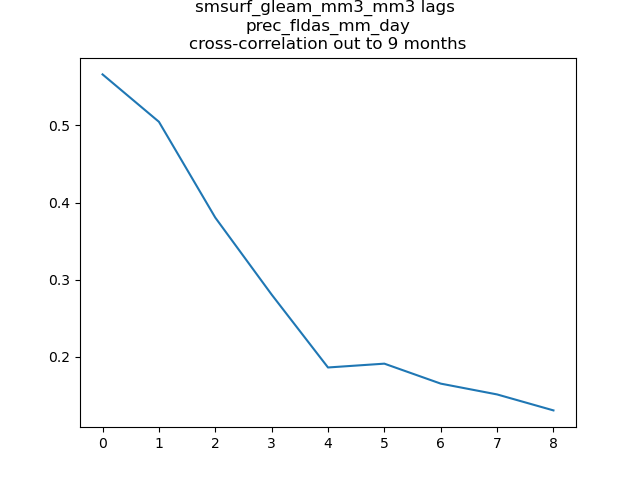 smsurf_gleam_mm3_mm3 lags
prec_fldas_mm_day
cross-correlation out to 9 months
0.5
0.4
0.3
0.2
0 1 2 3 4 5 6 7 8